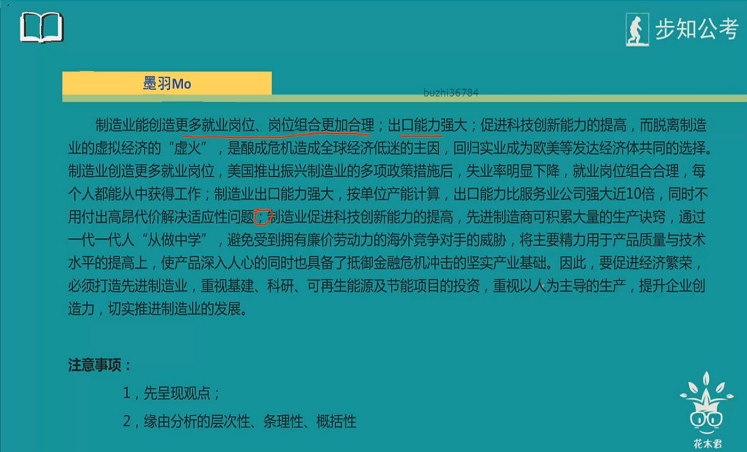 步知公考
墨羽Mo
buzhi36784
制造业能创造更多就业岗位、岗位组合更加合理；出口能力强大；促进科技创新能力的提高，而脱离制造
业的虚拟经济的“虚火”，是酿成危机造成全球经济低迷的主因，回归实业成为欧美等发达经济体共同的选择。
制造业创造更多就业岗位，美国推出振兴制造业的多项政策措施后，失业率明显下降，就业岗位组合合理，每
个人都能从中获得工作；制造业出口能力强大，按单位产能计算，出口能力比服务业公司强大近10倍，同时不
用付出高昂代价解决适应性问题；制造业促进科技创新能力的提高，先进制造商可积累大量的生产诀窍，通过
一代一代人“从做中学”，避免受到拥有廉价劳动力的海外竞争对手的威胁，将主要精力用于产品质量与技术
水平的提高上，使产品深入人心的同时也具备了抵御金融危机冲击的坚实产业基础。因此，要促进经济繁荣，
必须打造先进制造业，重视基建、科研、可再生能源及节能项目的投资，重视以人为主导的生产，提升企业创
造力，切实推进制造业的发展。
注意事项：
1，先呈现观点；
2，缘由分析的层次性、条理性、概括性
花木君